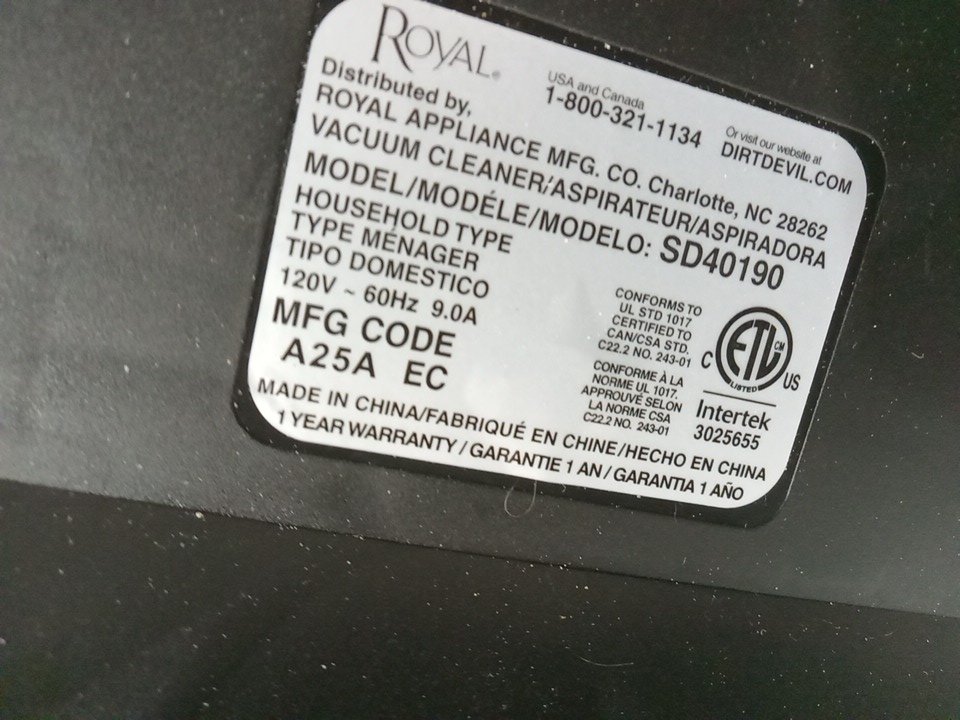 ROYAL®
USA and Canada
1-800-321-1134
Or visit our website at
DIRTDEVIL.COM
Distributed by,
ROYAL APPLIANCE MFG. CO. Charlotte, NC 28262
VACUUM CLEANER/ASPIRATEUR/ASPIRADORA
MODEL/MODÉLE/MODELO: SD40190
HOUSEHOLD TYPE
TYPE MÉNAGER
TIPO DOMESTICO
120V ~ 60Hz 9.0A
MFG CODE
A25A EC
CONFORMS TO
UL STD 1017
CERTIFIED TO
CAN/CSA STD.
C22.2 NO. 243-01
CONFORME À LA
NORME UL 1017.
APPROUVÉ SELON
LA NORME CSA
C22.2 NO. 243-01
ETL CM
LISTED
C US
Intertek
3025655
MADE IN CHINA/FABRIQUÉ EN CHINE/HECHO EN CHINA
1 YEAR WARRANTY / GARANTIE 1 AN / GARANTIA 1 AÑO